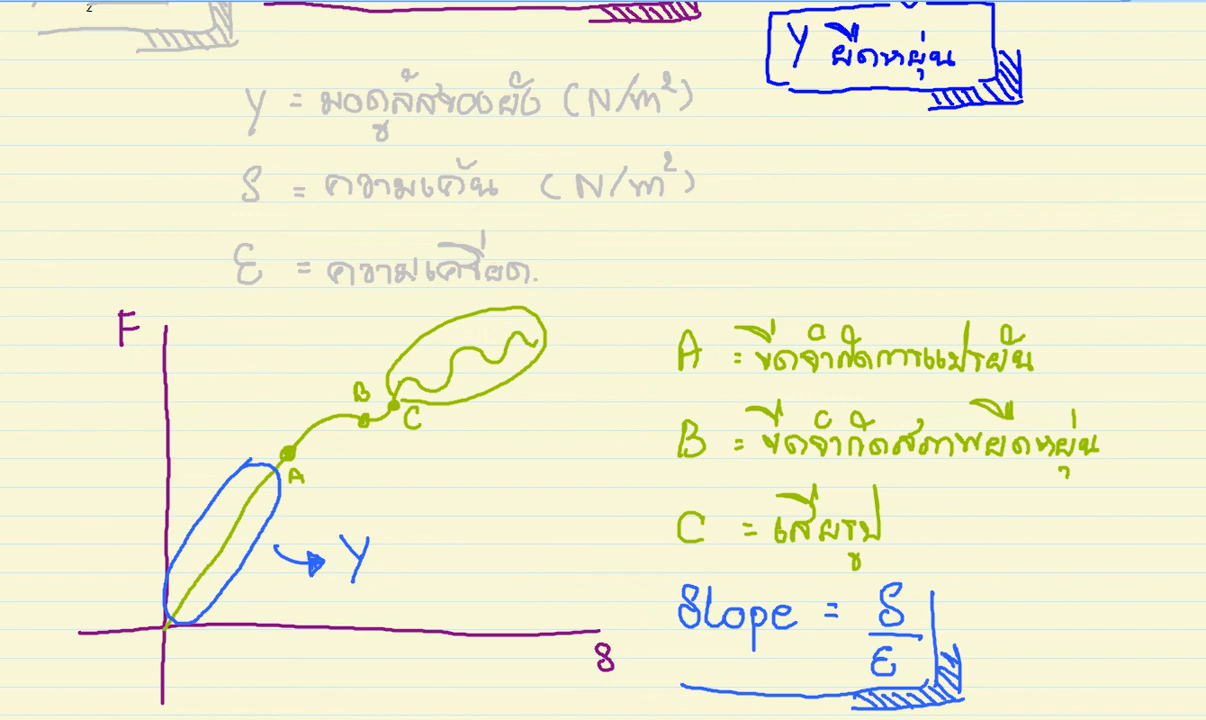 2
Y ยืดหยุ่น
Y = มอดูลัสของยัง (N/m²)
S = ความเค้น (N/m²)
ε = ความเครียด.
F
B
C
A
Y
S
A = ขีดจำกัดการแปรผัน
B = ขีดจำกัดสภาพยืดหยุ่น
C = เสียรูป
Slope = S
ε